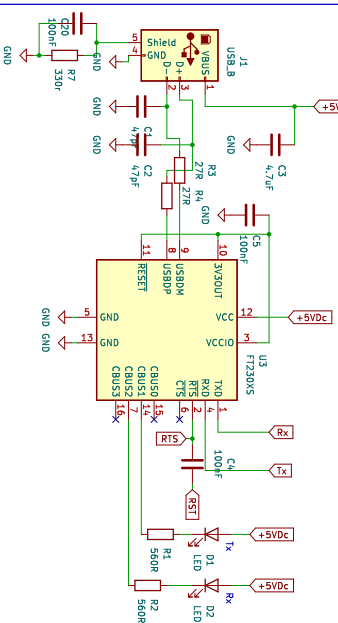 C20
100nF
GND
R7
330r
GND
5
Shield
4
GND
J1
USB_B
D-
D+
VBUS
2
3
1
+5V
GND
C1
47pF
GND
C2
47pF
R3
27R
R4
27R
GND
C3
4.7uF
GND
C5
100nF
11
8
9
10
RESET
USBDP
USBDM
3V3OUT
GND
5
GND
VCC
12
+5VDc
GND
13
GND
VCCIO
3
U3
FT230XS
CBUS3
CBUS2
CBUS1
CBUS0
CTS
RTS
RXD
TXD
16
7
14
15
6
2
4
1
Rx
RTS
C4
100nF
Tx
RST
R1
560R
D1
LED
Tx
+5VDc
R2
560R
D2
LED
Rx
+5VDc